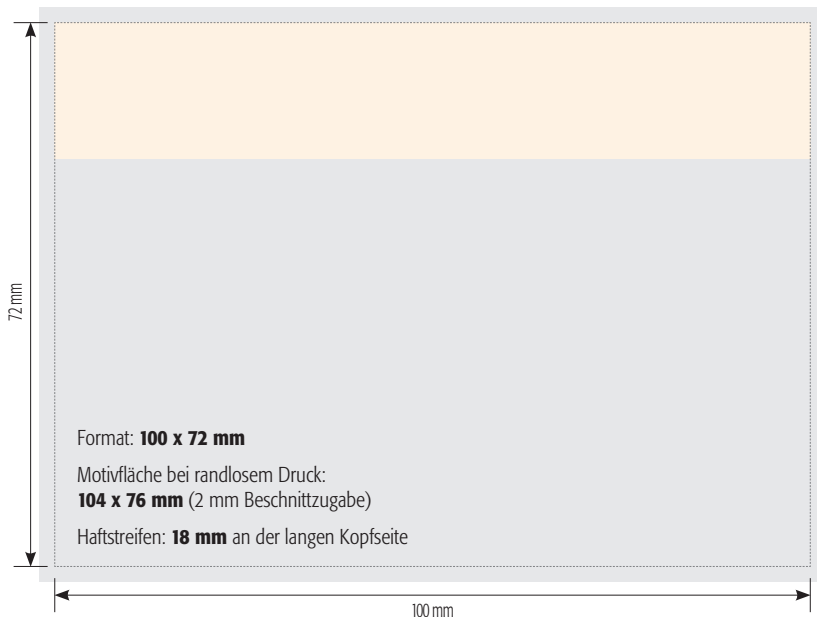 72 mm
Format: 100 x 72 mm
Motivfläche bei randlosem Druck:
104 x 76 mm (2 mm Beschnittzugabe)
Haftstreifen: 18 mm an der langen Kopfseite
100 mm